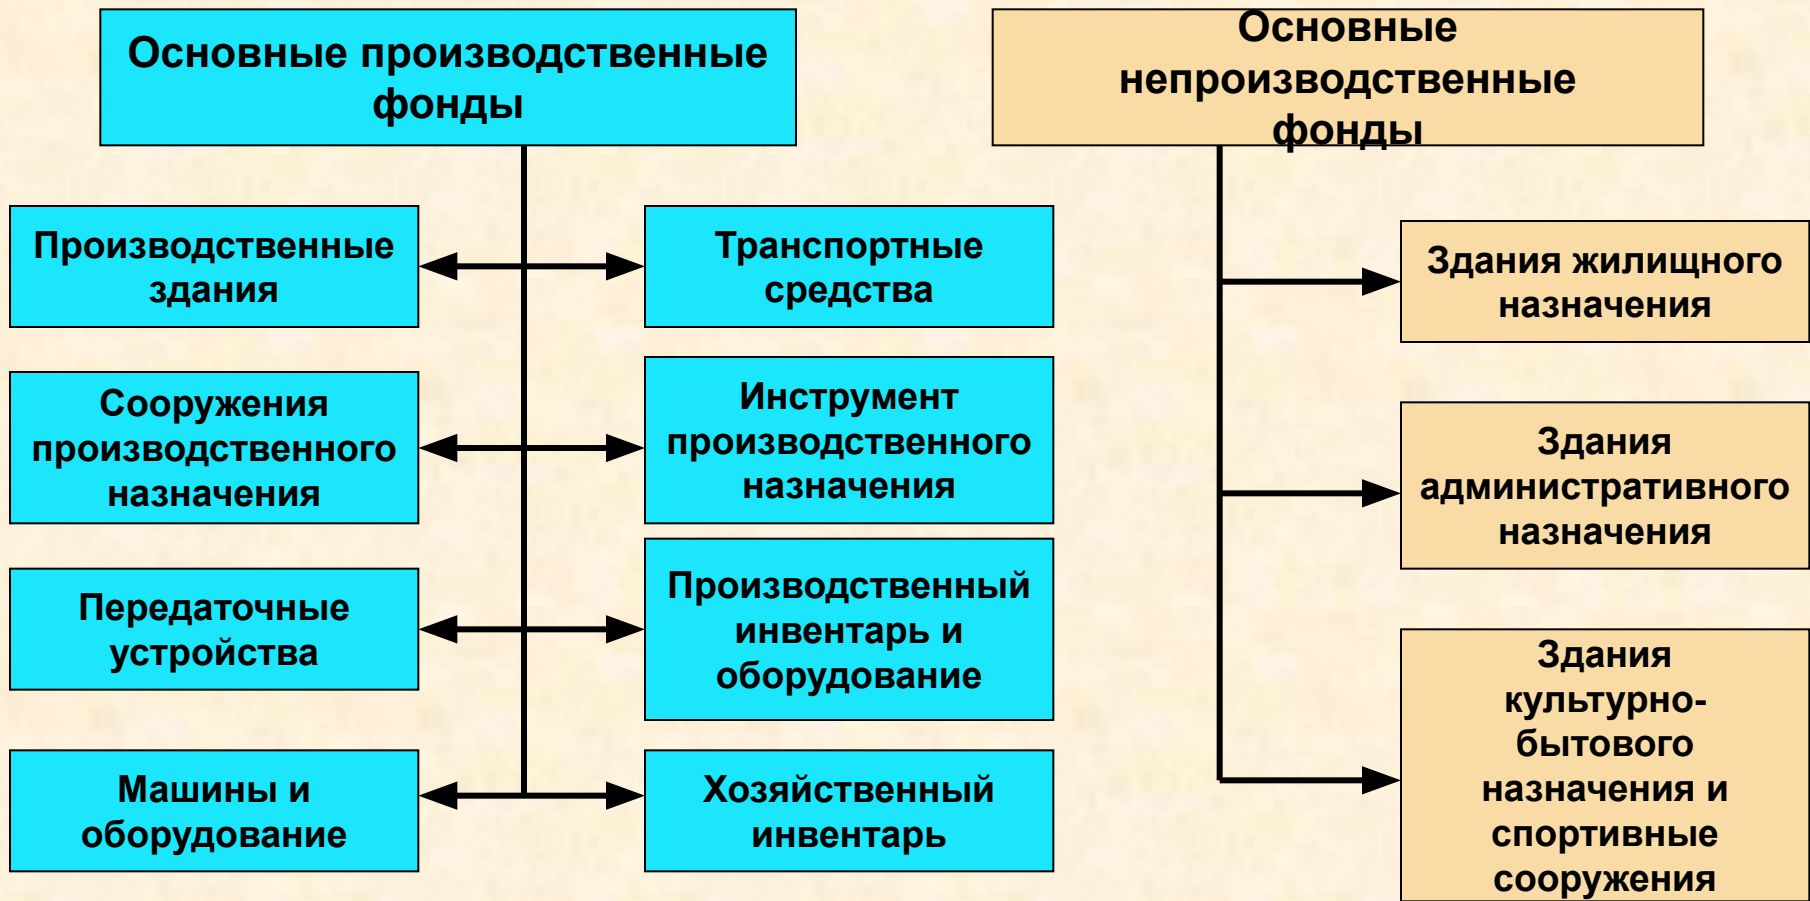 Основные производственные
фонды
Основные
непроизводственные
фонды
Производственные
здания
Транспортные
средства
Здания жилищного
назначения
Сооружения
производственного
назначения
Инструмент
производственного
назначения
Здания
административного
назначения
Передаточные
устройства
Производственный
инвентарь и
оборудование
Здания
культурно-
бытового
назначения и
спортивные
сооружения
Машины и
оборудование
Хозяйственный
инвентарь